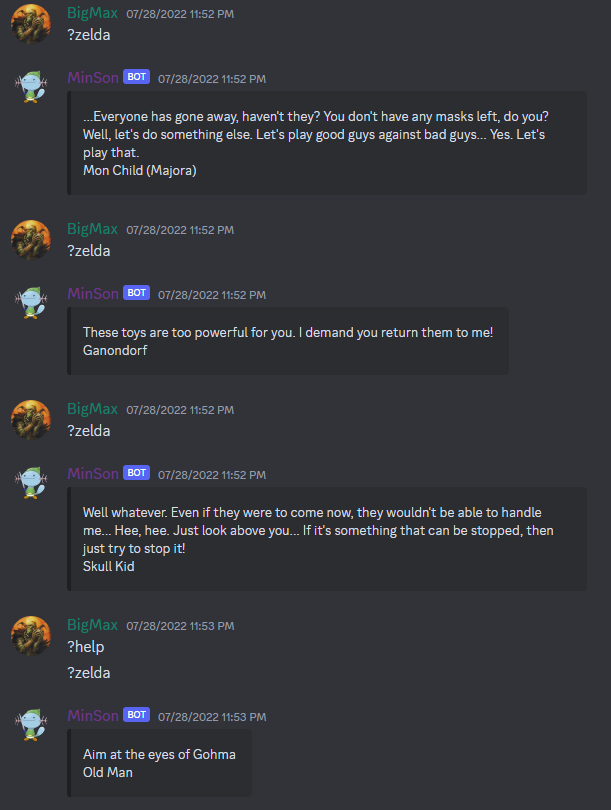 BigMax 07/28/2022 11:52 PM
?zelda
MinSon BOT 07/28/2022 11:52 PM
...Everyone has gone away, haven't they? You don't have any masks left, do you?
Well, let's do something else. Let's play good guys against bad guys... Yes. Let's
play that.
Mon Child (Majora)
BigMax 07/28/2022 11:52 PM
?zelda
MinSon BOT 07/28/2022 11:52 PM
These toys are too powerful for you. I demand you return them to me!
Ganondorf
BigMax 07/28/2022 11:52 PM
?zelda
MinSon BOT 07/28/2022 11:52 PM
Well whatever. Even if they were to come now, they wouldn't be able to handle
me... Hee, hee. Just look above you... If it's something that can be stopped, then
just try to stop it!
Skull Kid
BigMax 07/28/2022 11:53 PM
?help
?zelda
MinSon BOT 07/28/2022 11:53 PM
Aim at the eyes of Gohma
Old Man